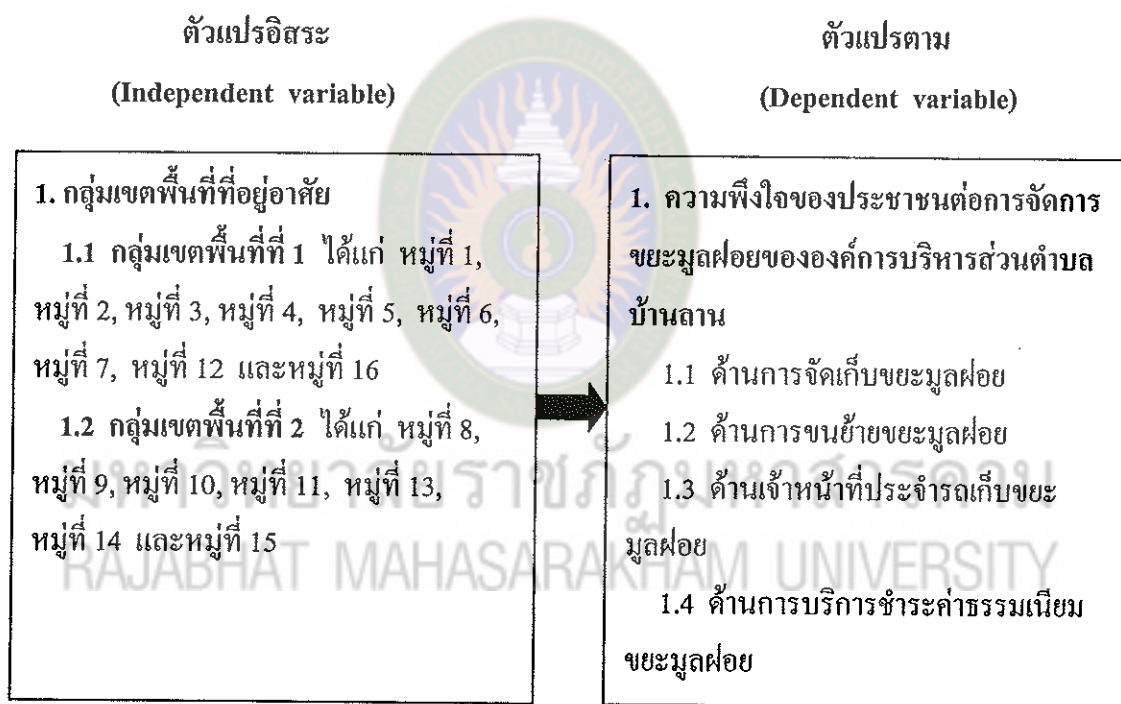 ตัวแปรอิสระ
(Independent variable)
ตัวแปรตาม
(Dependent variable)
1. กลุ่มเขตพื้นที่ที่อยู่อาศัย
1.1 กลุ่มเขตพื้นที่ที่ 1 ได้แก่ หมู่ที่ 1,
หมู่ที่ 2, หมู่ที่ 3, หมู่ที่ 4, หมู่ที่ 5, หมู่ที่ 6,
หมู่ที่ 7, หมู่ที่ 12 และหมู่ที่ 16
1.2 กลุ่มเขตพื้นที่ที่ 2 ได้แก่ หมู่ที่ 8,
หมู่ที่ 9, หมู่ที่ 10, หมู่ที่ 11, หมู่ที่ 13,
หมู่ที่ 14 และหมู่ที่ 15
1. ความพึงใจของประชาชนต่อการจัดการ
ขยะมูลฝอยขององค์การบริหารส่วนตำบล
บ้านลาน
1.1 ด้านการจัดเก็บขยะมูลฝอย
1.2 ด้านการขนย้ายขยะมูลฝอย
1.3 ด้านเจ้าหน้าที่ประจำรถเก็บขยะ
มูลฝอย
1.4 ด้านการบริการชำระค่าธรรมเนียม
ขยะมูลฝอย
มหาวิทยาลัยราชภัฏมหาสารคาม
RAJABHAT MAHASARAKHAM UNIVERSITY